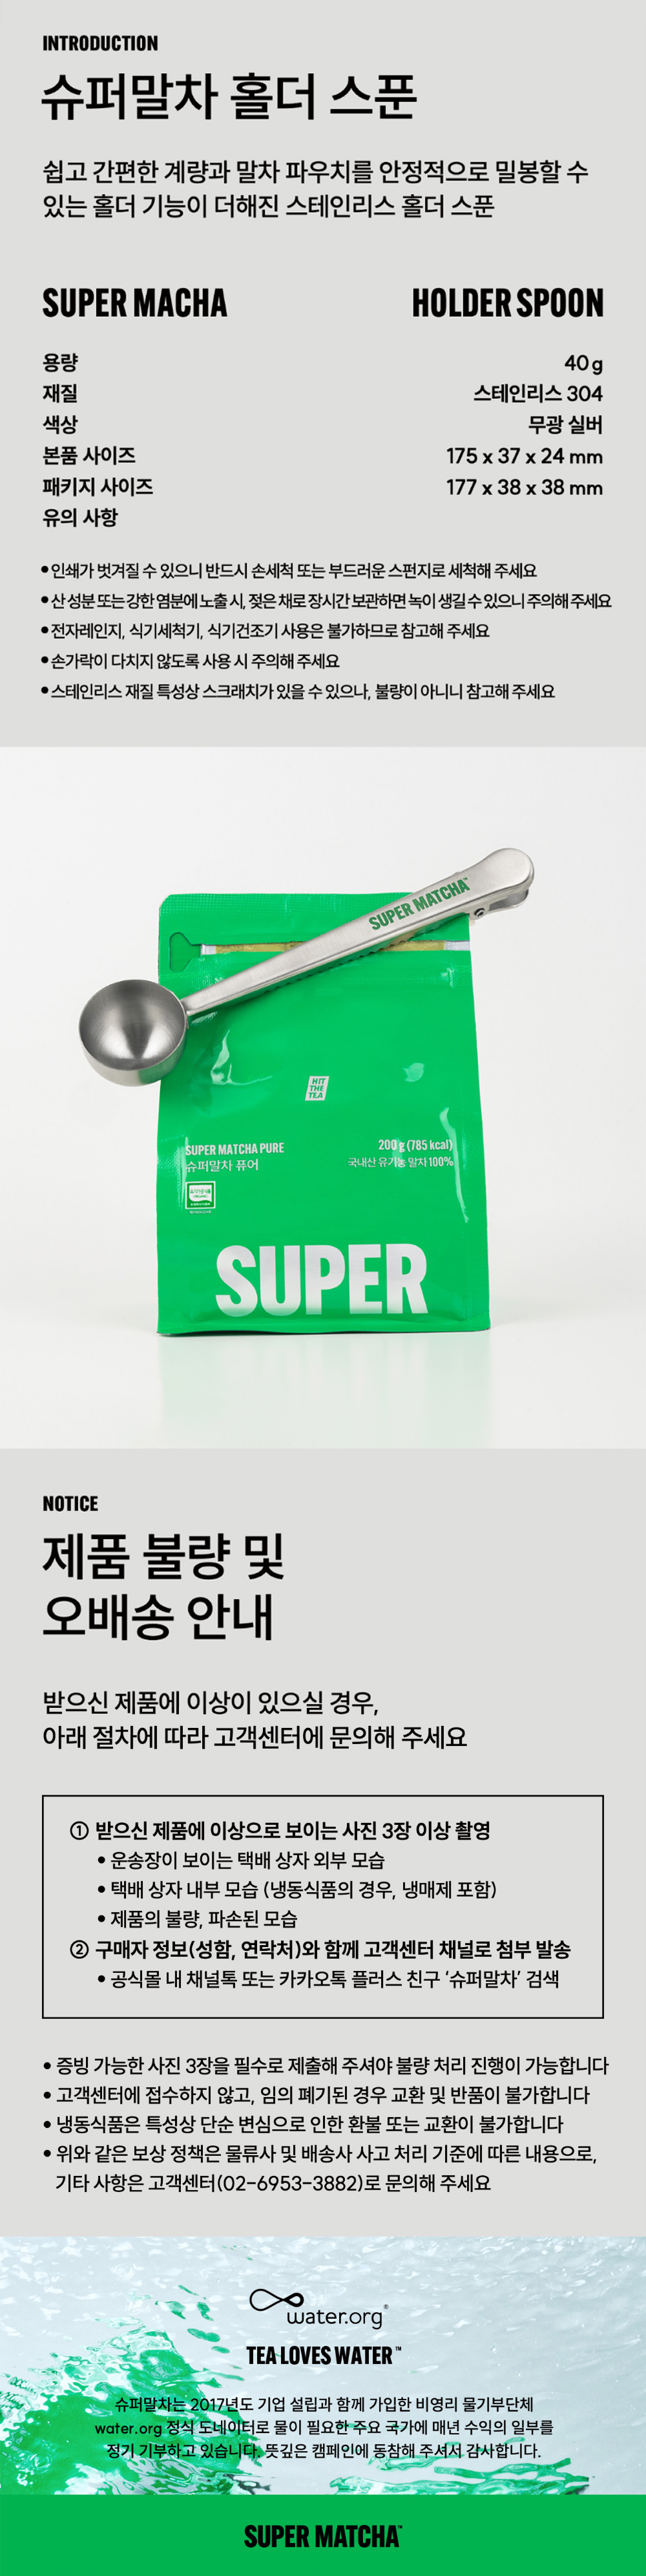 INTRODUCTION
슈퍼말차 홀더 스푼
쉽고 간편한 계량과 말차 파우치를 안정적으로 밀봉할 수
있는 홀더 기능이 더해진 스테인리스 홀더 스푼
SUPER MACHA HOLDER SPOON
용량 40 g
재질 스테인리스 304
색상 무광 실버
본품 사이즈 175 x 37 x 24 mm
패키지 사이즈 177 x 38 x 38 mm
유의 사항
• 인쇄가 벗겨질 수 있으니 반드시 손세척 또는 부드러운 스펀지로 세척해 주세요
• 산 성분 또는 강한 염분에 노출 시, 젖은 채로 장시간 보관하면 녹이 생길 수 있으니 주의해 주세요
• 전자레인지, 식기세척기, 식기건조기 사용은 불가하므로 참고해 주세요
• 손가락이 다치지 않도록 사용 시 주의해 주세요
• 스테인리스 재질 특성상 스크래치가 있을 수 있으나, 불량이 아니니 참고해 주세요
SUPER MATCHA™
HIT
THE
TEA
SUPER MATCHA PURE 200 g (785 kcal)
슈퍼말차 퓨어 국내산 유기농 말차 100%
SUPER
NOTICE
제품 불량 및
오배송 안내
받으신 제품에 이상이 있으실 경우,
아래 절차에 따라 고객센터에 문의해 주세요
① 받으신 제품에 이상으로 보이는 사진 3장 이상 촬영
• 운송장이 보이는 택배 상자 외부 모습
• 택배 상자 내부 모습 (냉동식품의 경우, 냉매제 포함)
• 제품의 불량, 파손된 모습
② 구매자 정보(성함, 연락처)와 함께 고객센터 채널로 첨부 발송
• 공식몰 내 채널톡 또는 카카오톡 플러스 친구 ‘슈퍼말차’ 검색
• 증빙 가능한 사진 3장을 필수로 제출해 주셔야 불량 처리 진행이 가능합니다
• 고객센터에 접수하지 않고, 임의 폐기된 경우 교환 및 반품이 불가합니다
• 냉동식품은 특성상 단순 변심으로 인한 환불 또는 교환이 불가합니다
• 위와 같은 보상 정책은 물류사 및 배송사 사고 처리 기준에 따른 내용으로,
기타 사항은 고객센터(02-6953-3882)로 문의해 주세요
water.org®
TEA LOVES WATER™
슈퍼말차는 2017년도 기업 설립과 함께 가입한 비영리 물기부단체
water.org 정식 도네이터로 물이 필요한 주요 국가에 매년 수익의 일부를
정기 기부하고 있습니다. 뜻깊은 캠페인에 동참해 주셔서 감사합니다.
SUPER MATCHA™